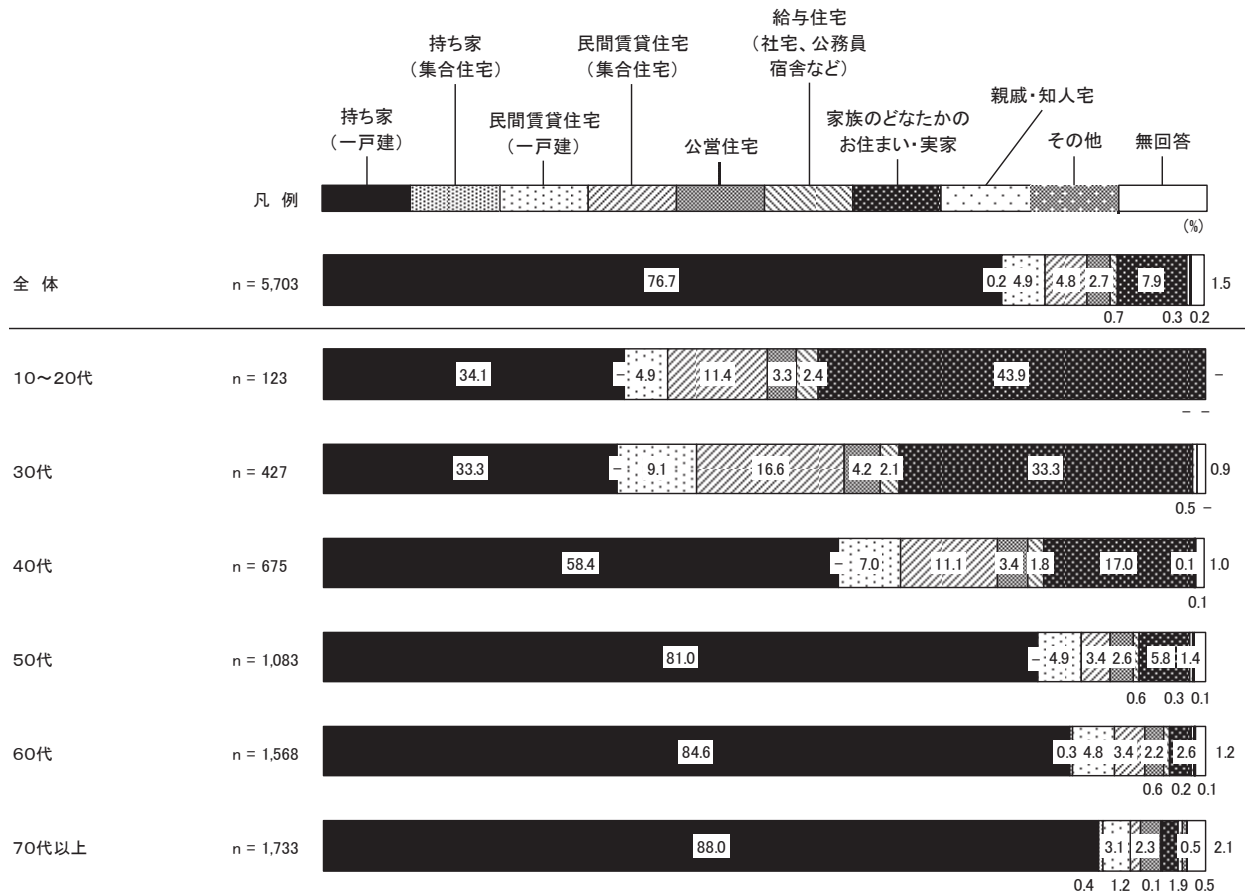 給与住宅
持ち家
民間賃貸住宅
（社宅、公務員
（集合住宅）
（集合住宅）
宿舎など）
親戚・知人宅
持ち家
民間賃貸住宅
家族のどなたかの
（一戸建）
（一戸建）
公営住宅
お住まい・実家
その他
無回答
凡 例
(%)
全 体 n = 5,703 76.7 0.2 4.9 4.8 2.7 7.9 1.5
0.7 0.3 0.2
10～20代 n = 123 34.1 － 4.9 11.4 3.3 2.4 43.9 －
－ －
30代 n = 427 33.3 － 9.1 16.6 4.2 2.1 33.3 0.9
0.5 －
40代 n = 675 58.4 － 7.0 11.1 3.4 1.8 17.0 0.1 1.0
0.1
50代 n = 1,083 81.0 － 4.9 3.4 2.6 5.8 1.4
0.6 0.3 0.1
60代 n = 1,568 84.6 0.3 4.8 3.4 2.2 2.6 1.2
0.6 0.2 0.1
70代以上 n = 1,733 88.0 3.1 2.3 0.5 2.1
0.4 1.2 0.1 1.9 0.5